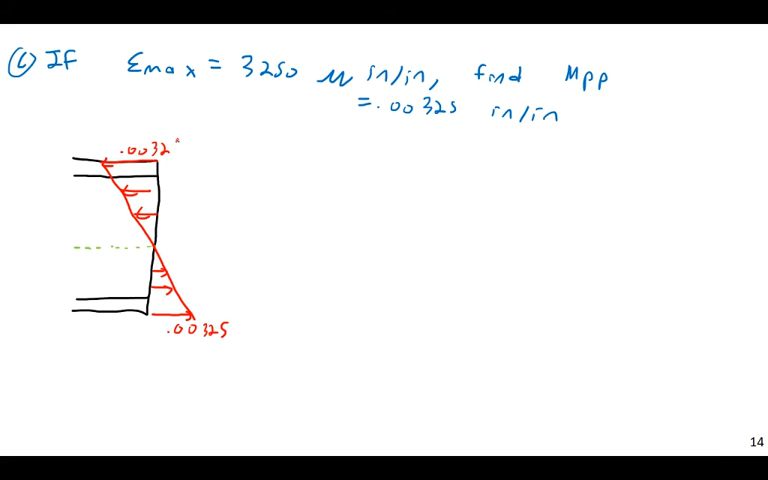 (c) If εmax = 3250 μ in/in, find Mpp
= .00325 in/in
.0032
.00325
14